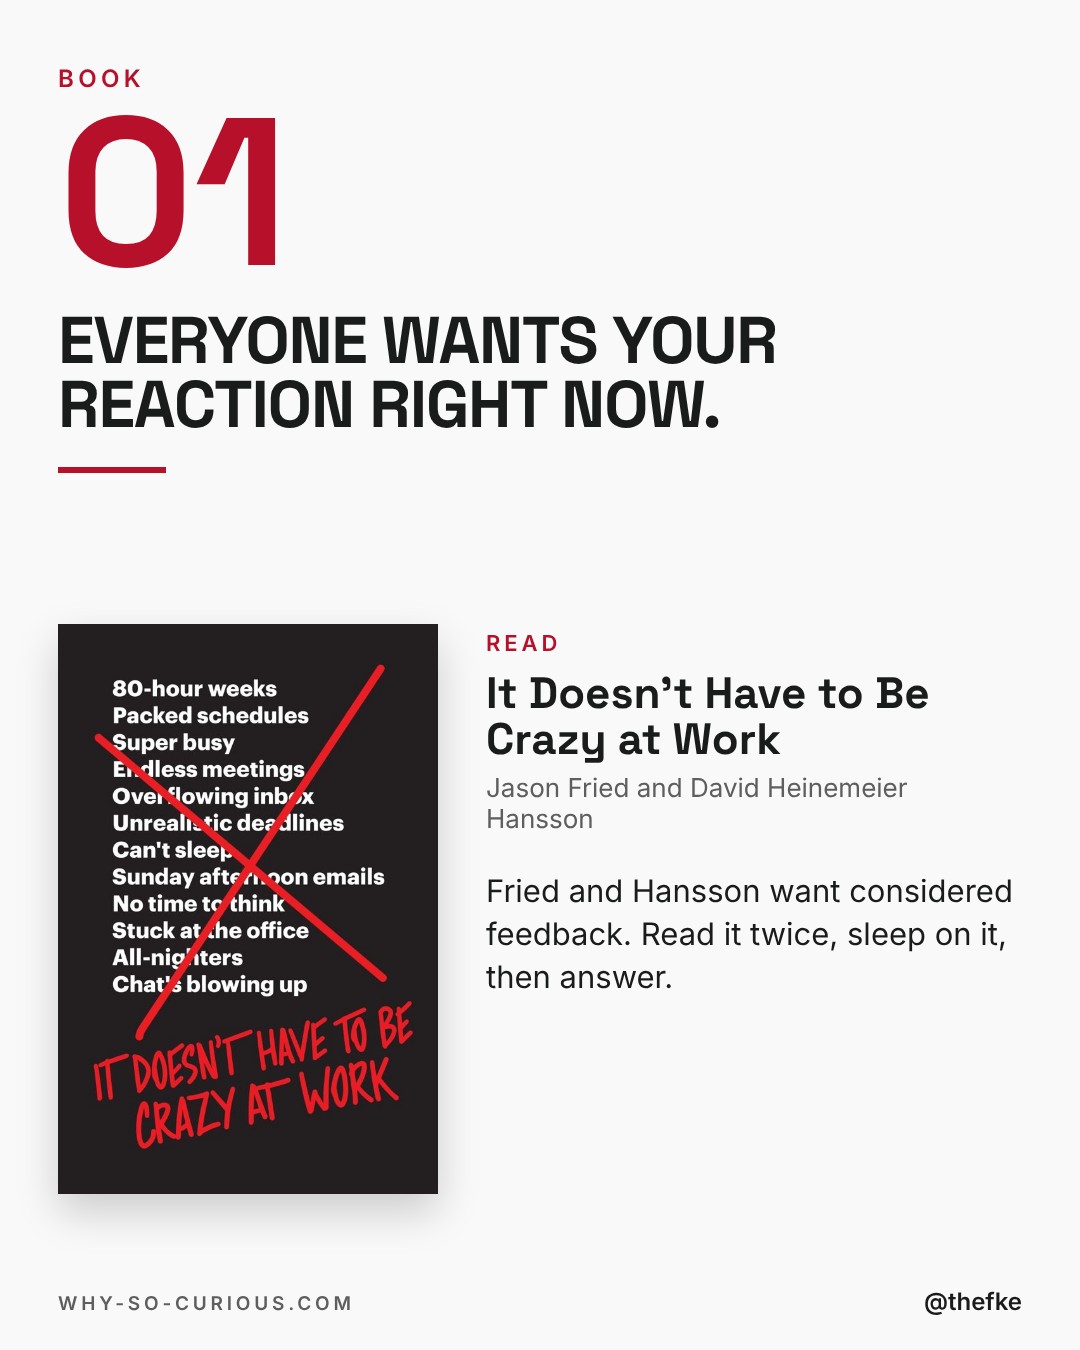 BOOK
01
EVERYONE WANTS YOUR
REACTION RIGHT NOW.
80-hour weeks
Packed schedules
Super busy
Endless meetings
Overflowing inbox
Unrealistic deadlines
Can't sleep
Sunday afternoon emails
No time to think
Stuck at the office
All-nighters
Chat's blowing up
IT DOESN'T HAVE TO BE
CRAZY AT WORK
READ
It Doesn’t Have to Be
Crazy at Work
Jason Fried and David Heinemeier
Hansson
Fried and Hansson want considered
feedback. Read it twice, sleep on it,
then answer.
WHY-SO-CURIOUS.COM
@thefke